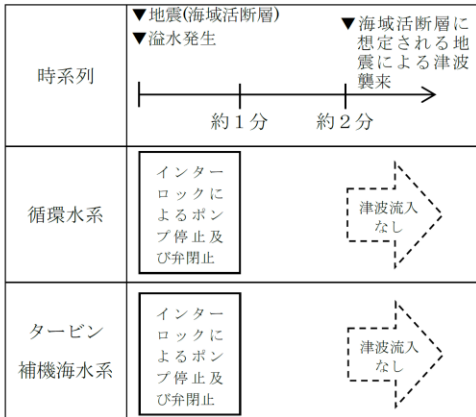 時系列
▼地震(海域活断層)
▼溢水発生
▼海域活断層に
想定される地
震による津波
襲来
約１分
約２分
循環水系
インター
ロックに
よるポン
プ停止及
び弁閉止
津波流入
なし
タービン
補機海水系
インター
ロックに
よるポン
プ停止及
び弁閉止
津波流入
なし